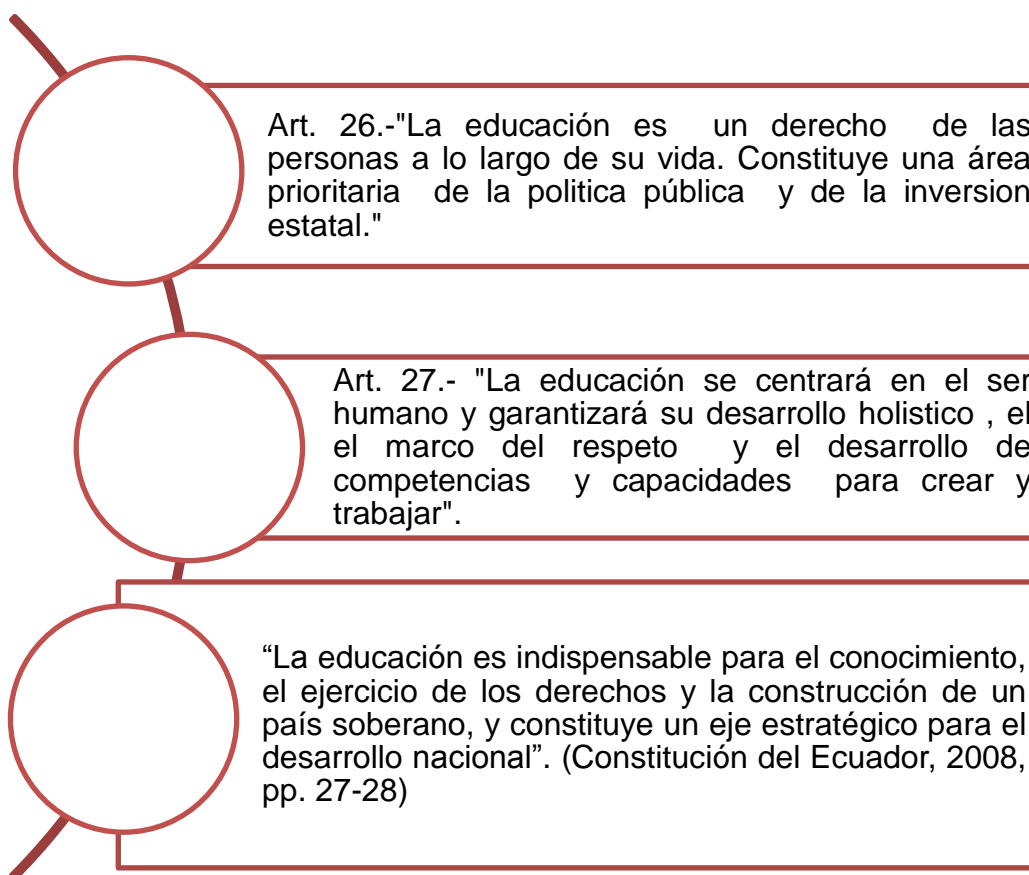 Art. 26.-"La educación es un derecho de las
personas a lo largo de su vida. Constituye una área
prioritaria de la politica pública y de la inversion
estatal."
Art. 27.- "La educación se centrará en el ser
humano y garantizará su desarrollo holistico , el
el marco del respeto y el desarrollo de
competencias y capacidades para crear y
trabajar".
“La educación es indispensable para el conocimiento,
el ejercicio de los derechos y la construcción de un
país soberano, y constituye un eje estratégico para el
desarrollo nacional”. (Constitución del Ecuador, 2008,
pp. 27-28)